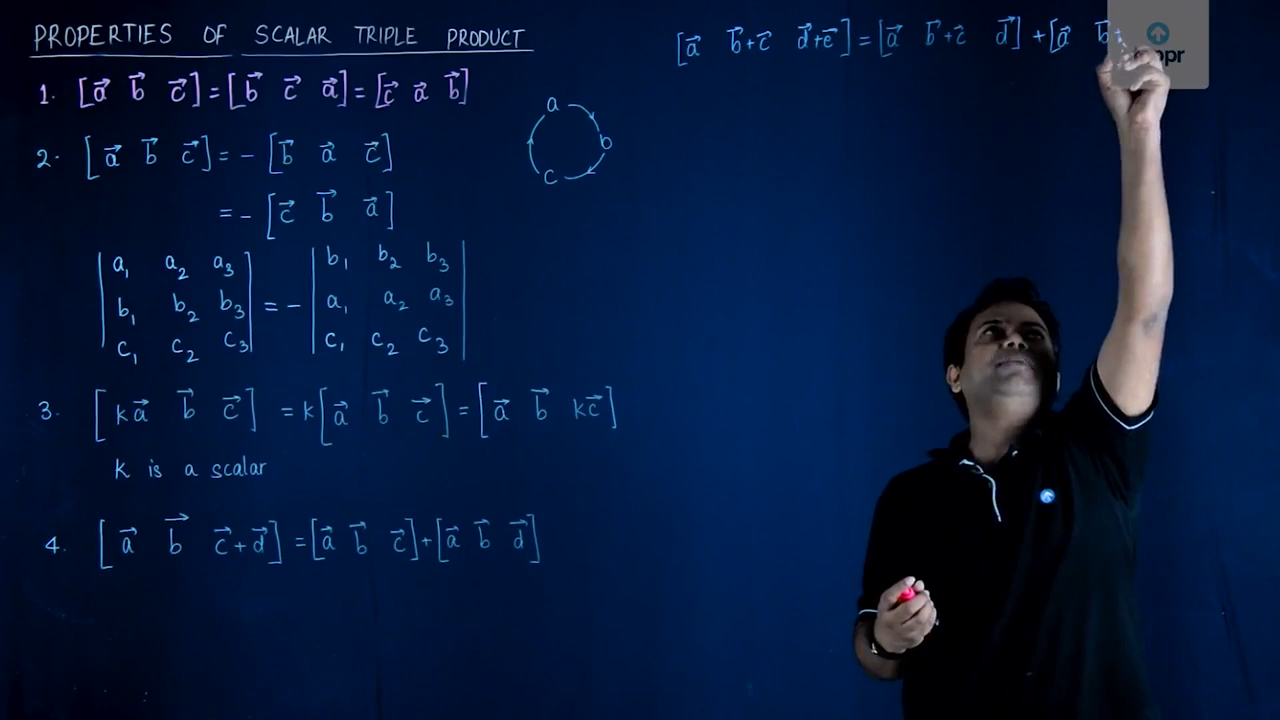 PROPERTIES OF SCALAR TRIPLE PRODUCT
1. [a⃗ b⃗ c⃗] = [b⃗ c⃗ a⃗] = [c⃗ a⃗ b⃗]
2. [a⃗ b⃗ c⃗] = - [b⃗ a⃗ c⃗]
= - [c⃗ b⃗ a⃗]
a
b
c
| a₁ a₂ a₃ | | b₁ b₂ b₃ |
| b₁ b₂ b₃ | = - | a₁ a₂ a₃ |
| c₁ c₂ c₃ | | c₁ c₂ c₃ |
3. [ka⃗ b⃗ c⃗] = k[a⃗ b⃗ c⃗] = [a⃗ b⃗ kc⃗]
k is a scalar
4. [a⃗ b⃗ c⃗+d⃗] = [a⃗ b⃗ c⃗] + [a⃗ b⃗ d⃗]
[a⃗ b⃗+c⃗ d⃗+e⃗] = [a⃗ b⃗+c⃗ d⃗] + [a⃗ b⃗+